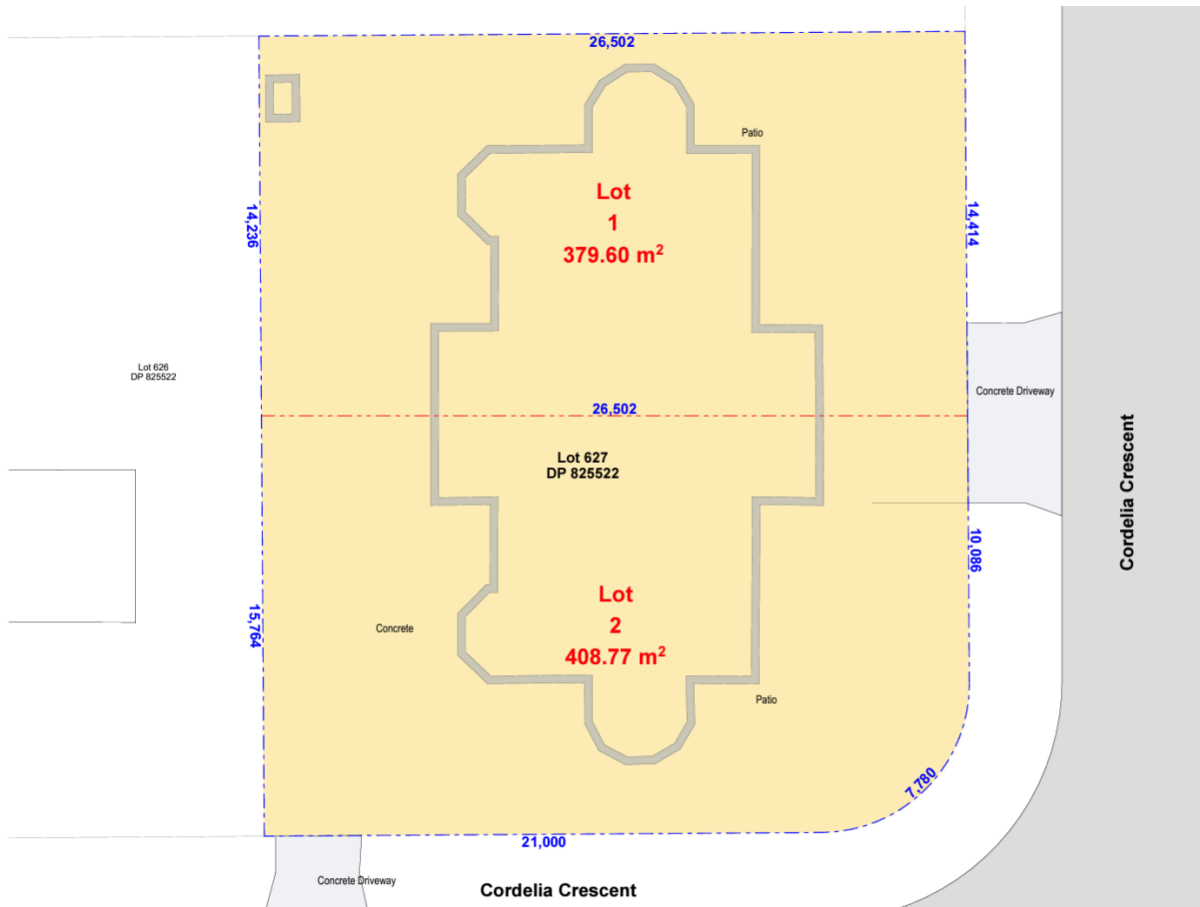 26,502
Patio
Lot
1
379.60 m²
14,236
14,414
Lot 626
DP 825522
Concrete Driveway
26,502
Lot 627
DP 825522
Cordelia Crescent
10,086
Lot
2
408.77 m²
15,764
Concrete
Patio
7,780
21,000
Concrete Driveway
Cordelia Crescent